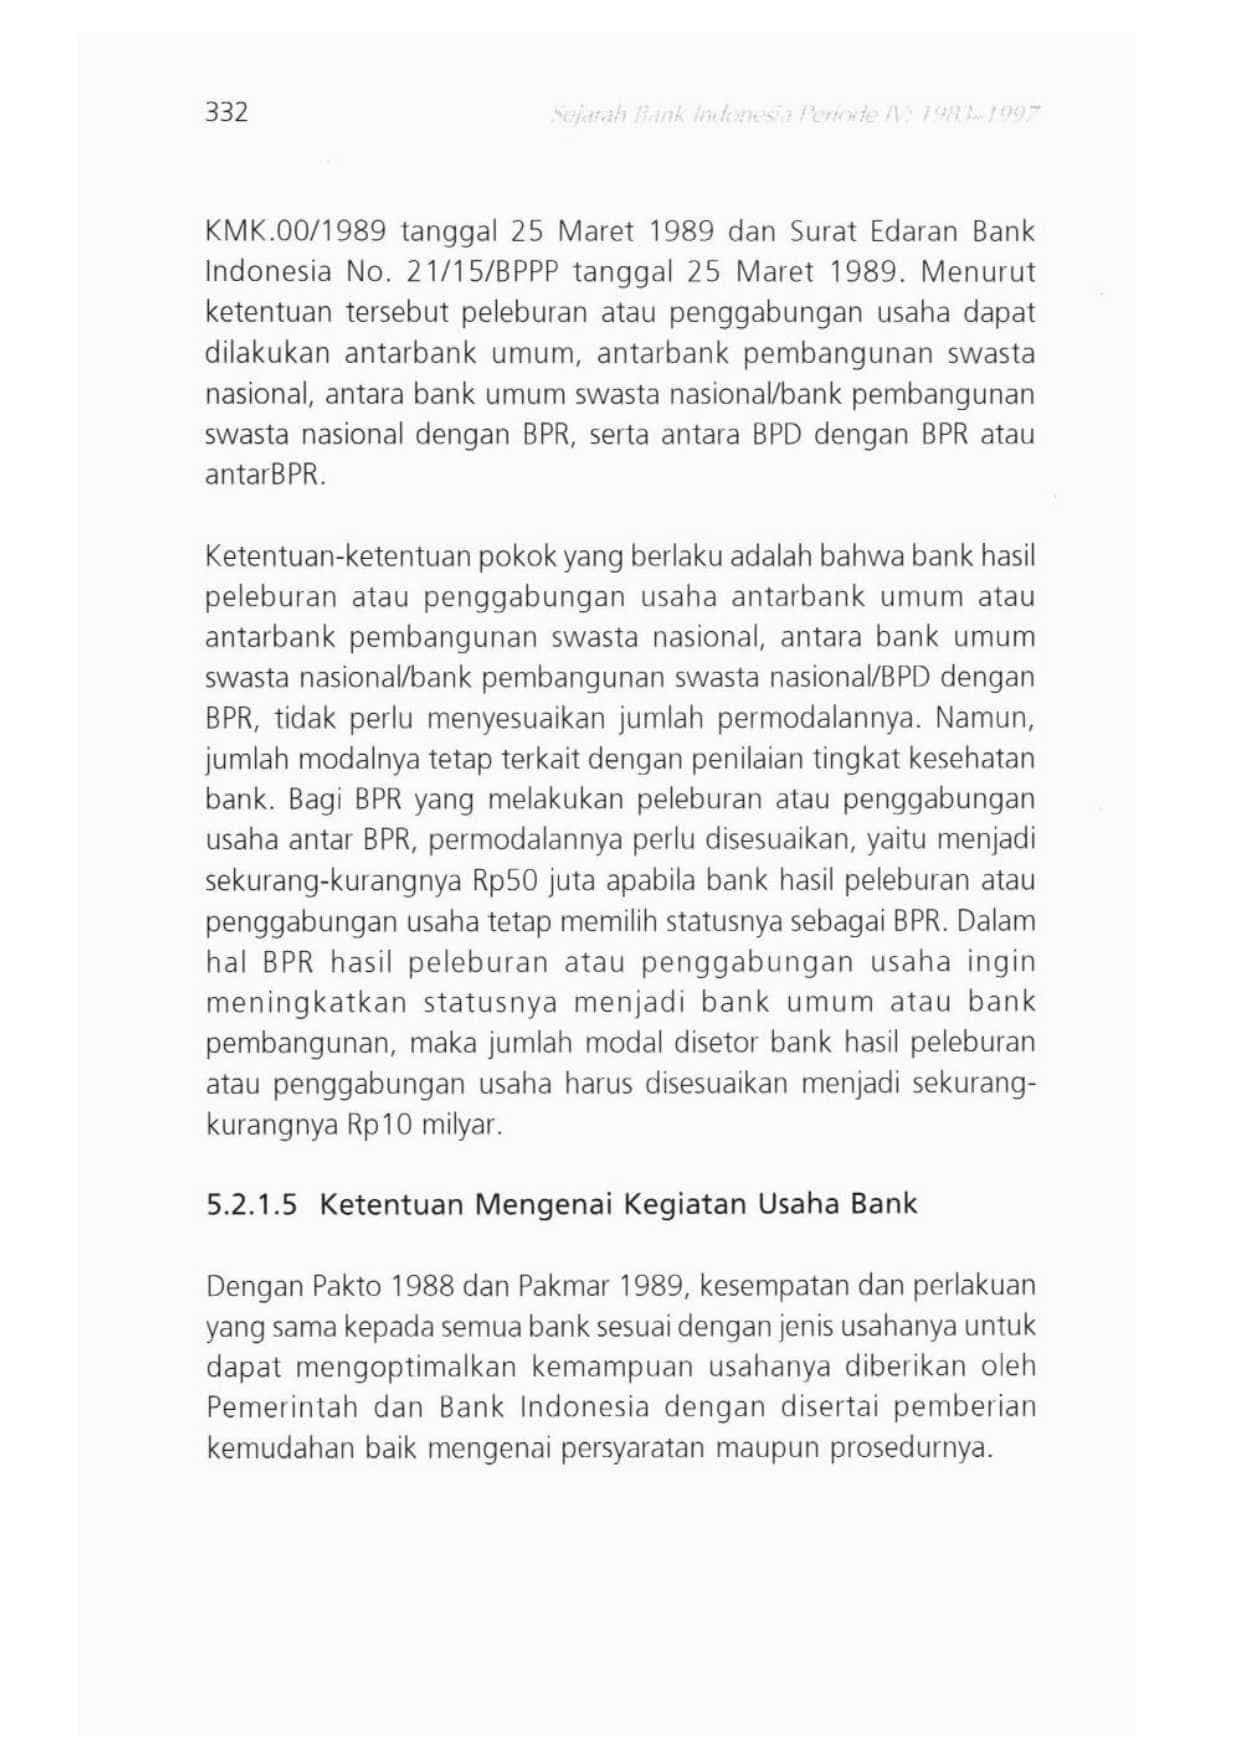 332
Sejarah Bank Indonesia Periode IV: 1983–1997
KMK.00/1989 tanggal 25 Maret 1989 dan Surat Edaran Bank
Indonesia No. 21/15/BPPP tanggal 25 Maret 1989. Menurut
ketentuan tersebut peleburan atau penggabungan usaha dapat
dilakukan antarbank umum, antarbank pembangunan swasta
nasional, antara bank umum swasta nasional/bank pembangunan
swasta nasional dengan BPR, serta antara BPD dengan BPR atau
antarBPR.
Ketentuan-ketentuan pokok yang berlaku adalah bahwa bank hasil
peleburan atau penggabungan usaha antarbank umum atau
antarbank pembangunan swasta nasional, antara bank umum
swasta nasional/bank pembangunan swasta nasional/BPD dengan
BPR, tidak perlu menyesuaikan jumlah permodalannya. Namun,
jumlah modalnya tetap terkait dengan penilaian tingkat kesehatan
bank. Bagi BPR yang melakukan peleburan atau penggabungan
usaha antar BPR, permodalannya perlu disesuaikan, yaitu menjadi
sekurang-kurangnya Rp50 juta apabila bank hasil peleburan atau
penggabungan usaha tetap memilih statusnya sebagai BPR. Dalam
hal BPR hasil peleburan atau penggabungan usaha ingin
meningkatkan statusnya menjadi bank umum atau bank
pembangunan, maka jumlah modal disetor bank hasil peleburan
atau penggabungan usaha harus disesuaikan menjadi sekurang-
kurangnya Rp10 milyar.
5.2.1.5 Ketentuan Mengenai Kegiatan Usaha Bank
Dengan Pakto 1988 dan Pakmar 1989, kesempatan dan perlakuan
yang sama kepada semua bank sesuai dengan jenis usahanya untuk
dapat mengoptimalkan kemampuan usahanya diberikan oleh
Pemerintah dan Bank Indonesia dengan disertai pemberian
kemudahan baik mengenai persyaratan maupun prosedurnya.